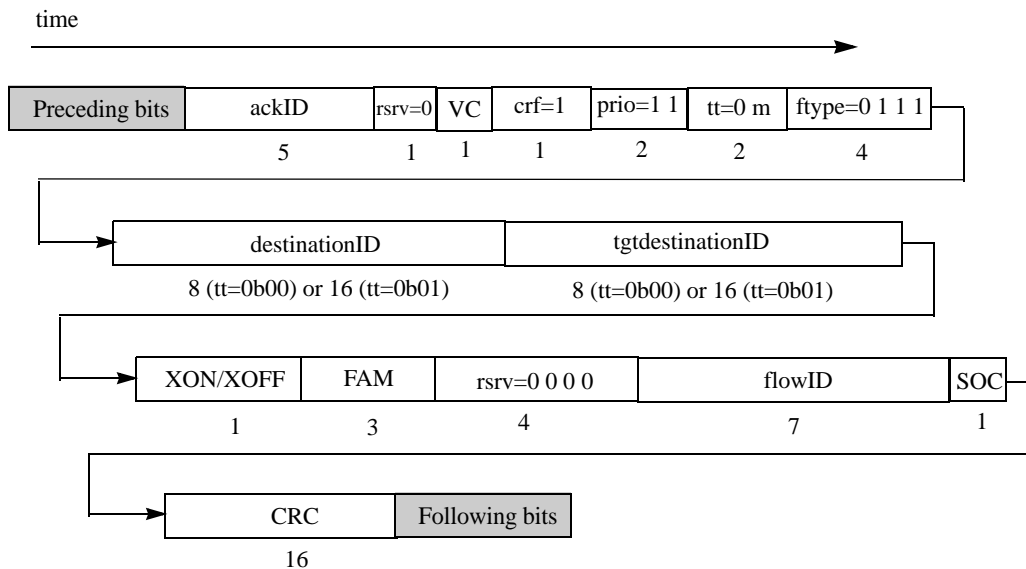 time
Preceding bits ackID rsrv=0 VC crf=1 prio=1 1 tt=0 m ftype=0 1 1 1
5 1 1 1 2 2 4
destinationID tgtdestinationID
8 (tt=0b00) or 16 (tt=0b01) 8 (tt=0b00) or 16 (tt=0b01)
XON/XOFF FAM rsrv=0 0 0 0 flowID SOC
1 3 4 7 1
CRC Following bits
16